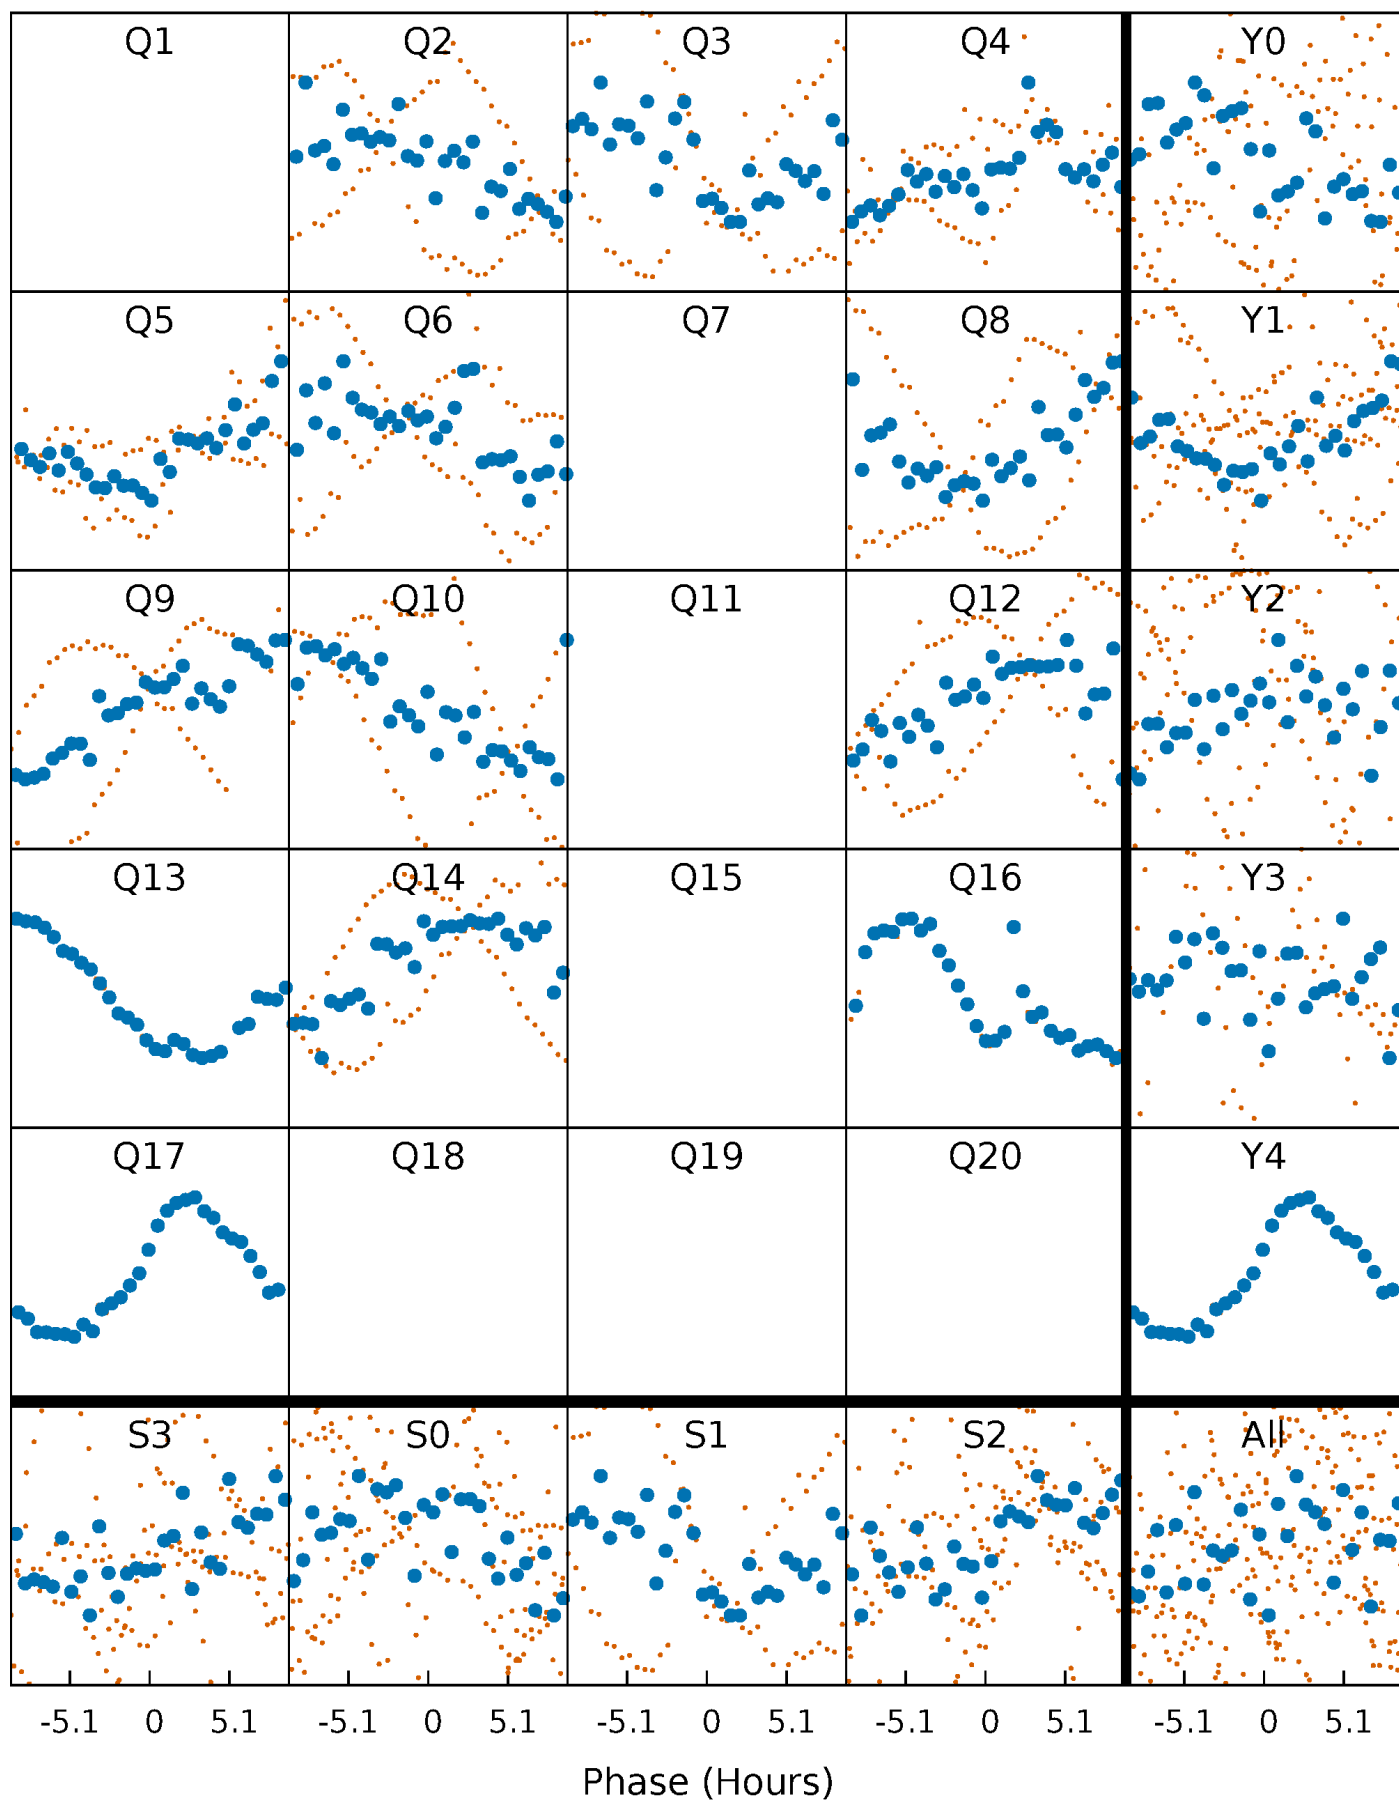 Q1 Q2 Q3 Q4 Y0
Q5 Q6 Q7 Q8 Y1
Q9 Q10 Q11 Q12 Y2
Q13 Q14 Q15 Q16 Y3
Q17 Q18 Q19 Q20 Y4
S3 S0 S1 S2 All
-5.1 0 5.1 -5.1 0 5.1 -5.1 0 5.1 -5.1 0 5.1 -5.1 0 5.1
Phase (Hours)